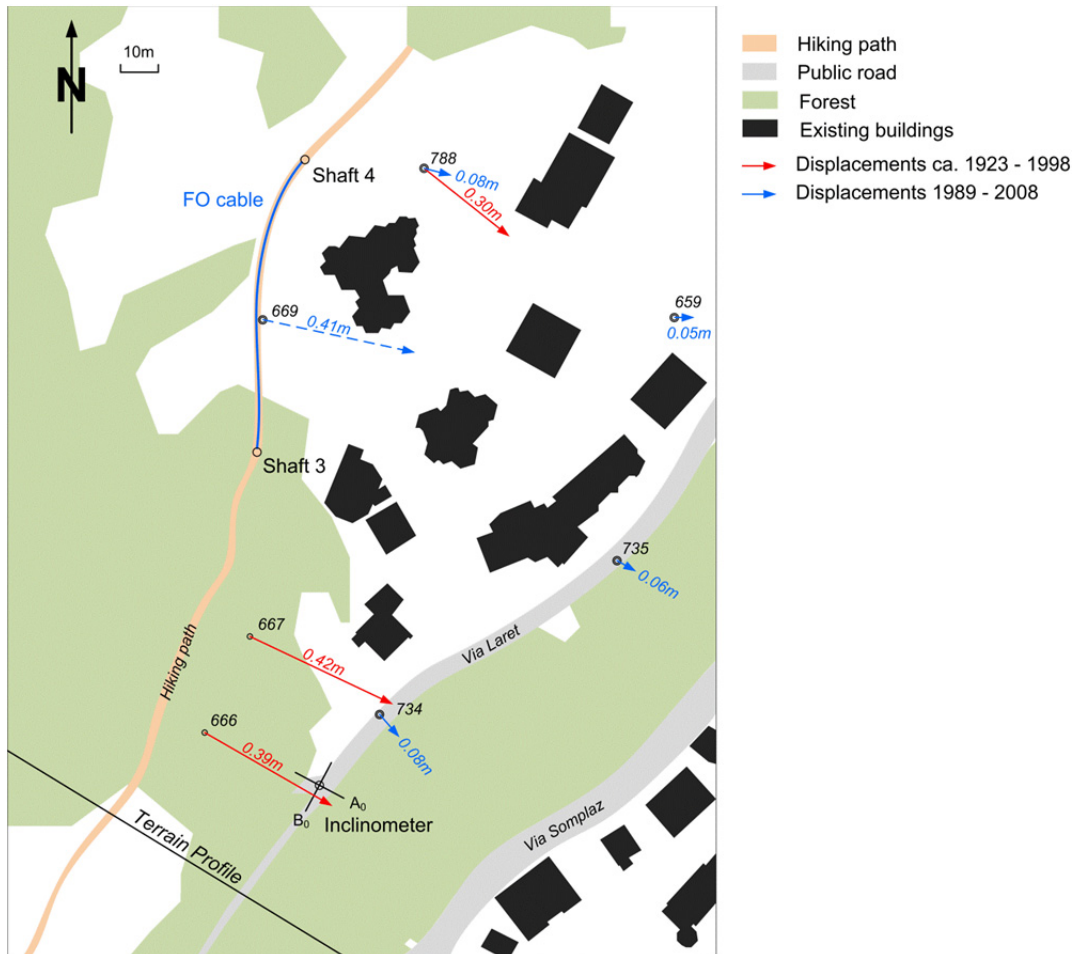 N
10m
Hiking path
Public road
Forest
Existing buildings
Displacements ca. 1923 - 1998
Displacements 1989 - 2008
Shaft 4
788
0.08m
0.30m
FO cable
669
0.41m
659
0.05m
Shaft 3
735
0.06m
667
0.42m
Via Laret
Hiking path
734
0.08m
666
0.39m
A₀
B₀
Inclinometer
Terrain Profile
Via Somplaz